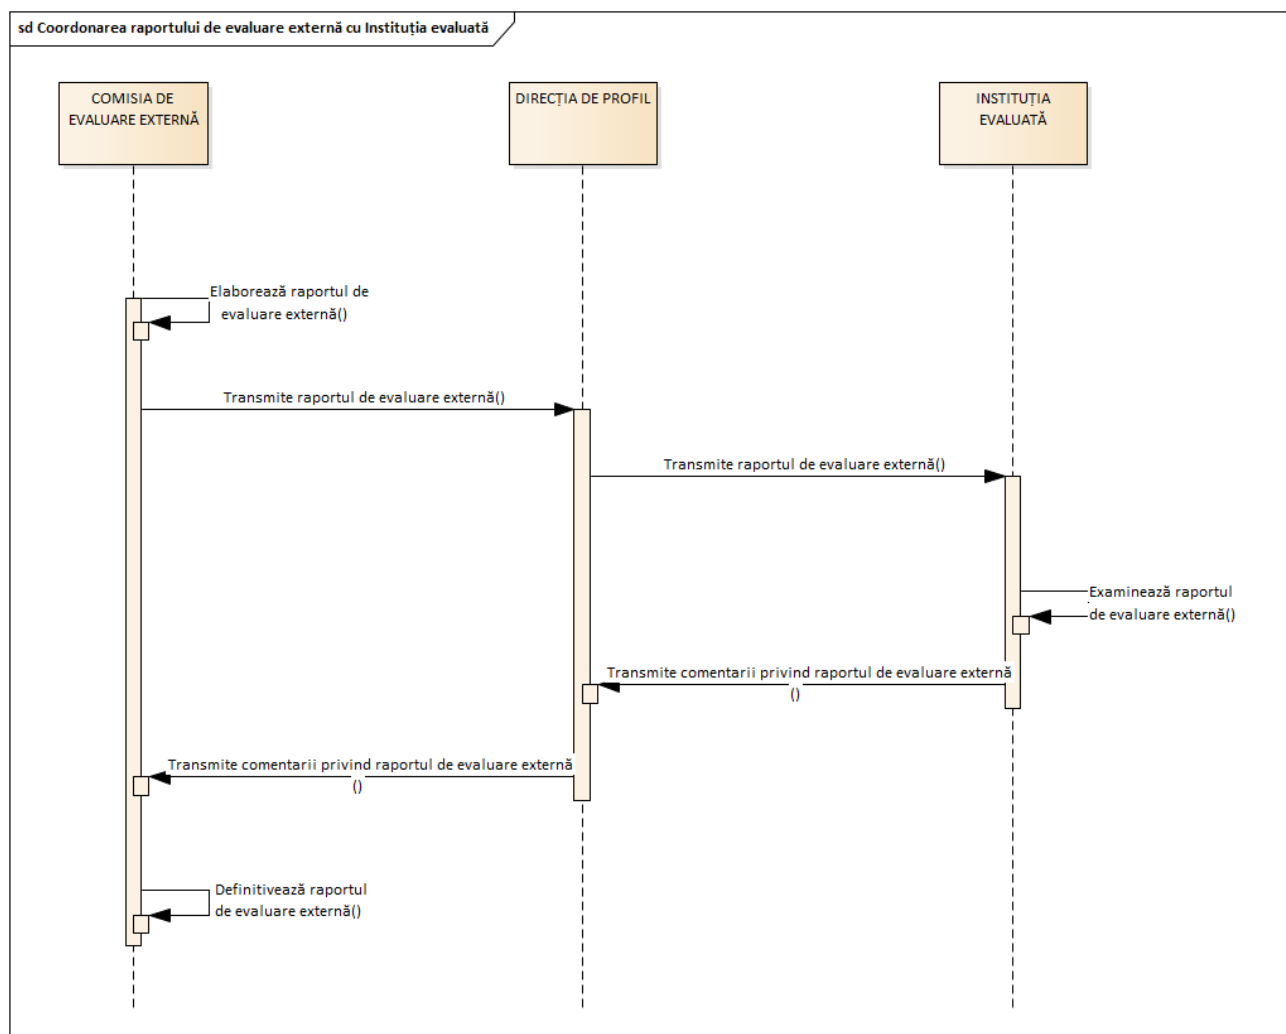 sd Coordonarea raportului de evaluare externă cu Instituția evaluată
COMISIA DE
EVALUARE EXTERNĂ
DIRECȚIA DE PROFIL
INSTITUȚIA
EVALUATĂ
Elaborează raportul de
evaluare externă()
Transmite raportul de evaluare externă()
Transmite raportul de evaluare externă()
Examinează raportul
de evaluare externă()
Transmite comentarii privind raportul de evaluare externă
()
Transmite comentarii privind raportul de evaluare externă
()
Definitivează raportul
de evaluare externă()